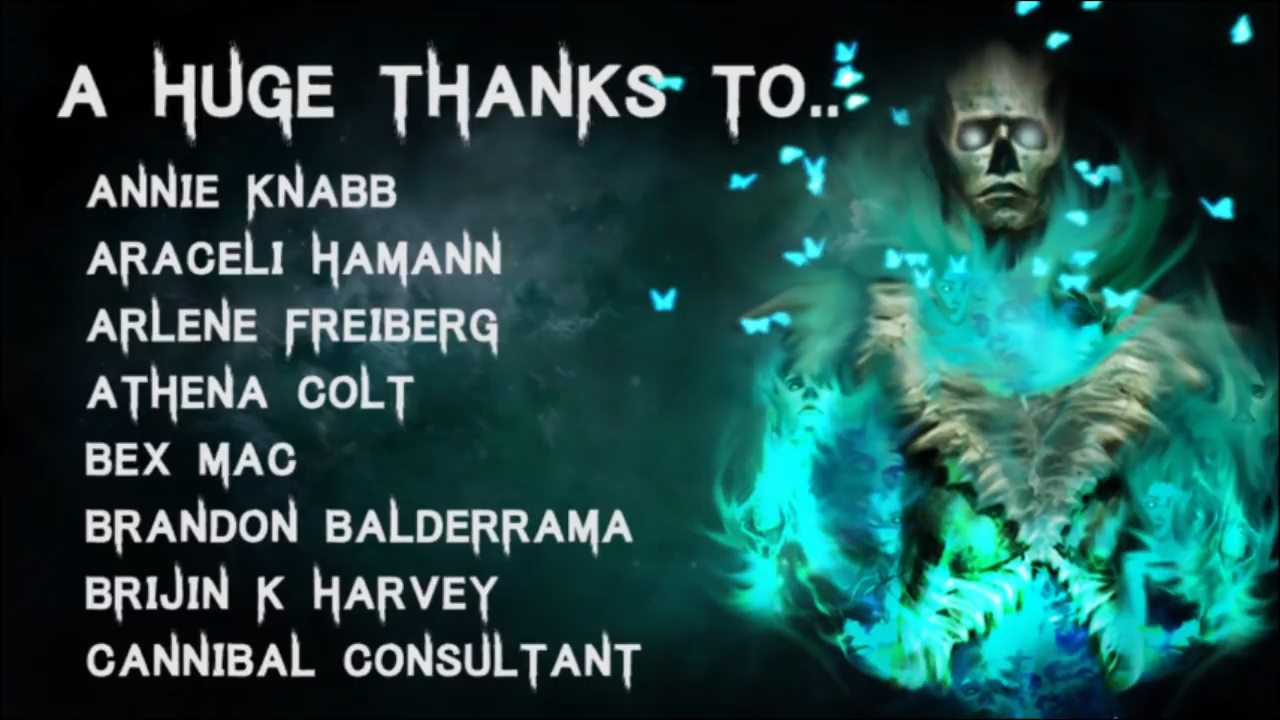 A HUGE THANKS TO..
ANNIE KNABB
ARACELI HAMANN
ARLENE FREIBERG
ATHENA COLT
BEX MAC
BRANDON BALDERRAMA
BRIJIN K HARVEY
CANNIBAL CONSULTANT